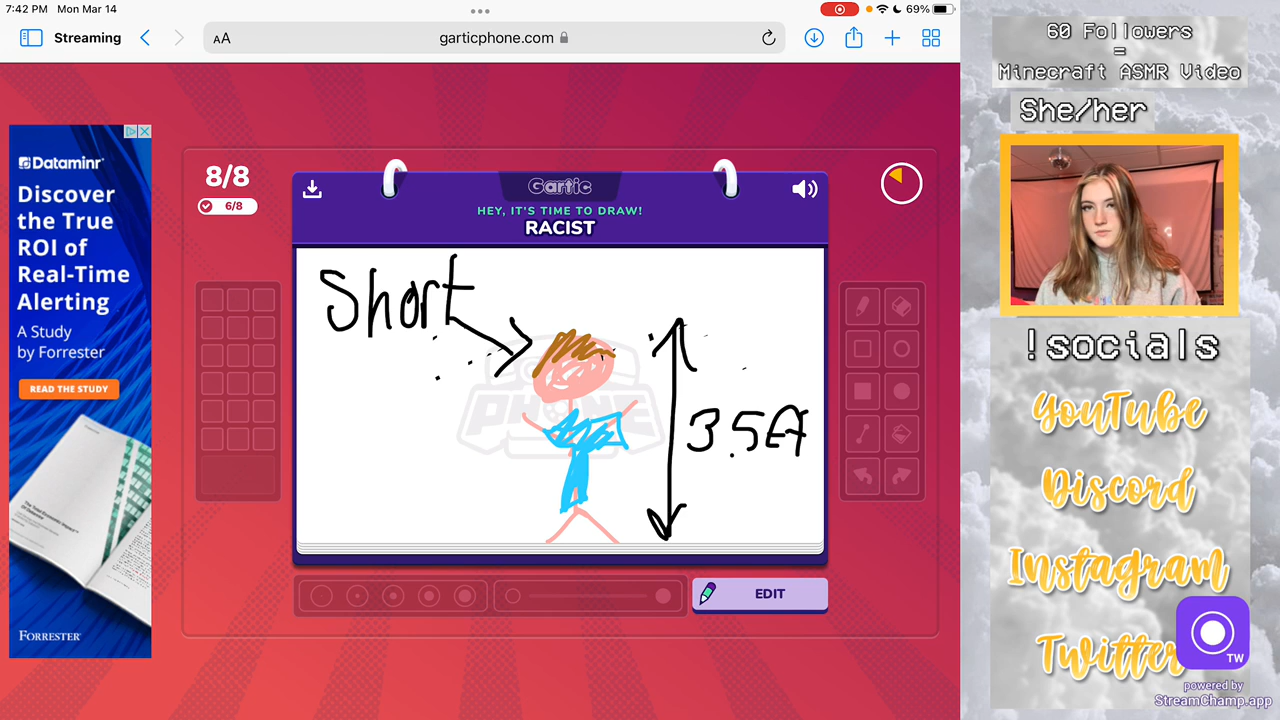 7:42 PM Mon Mar 14
69%
Streaming
AA
garticphone.com
60 Followers
=
Minecraft ASMR Video
She/her
Dataminr
Discover
the True
ROI of
Real-Time
Alerting
A Study
by Forrester
READ THE STUDY
FORRESTER
8/8
6/8
Gartic
HEY, IT'S TIME TO DRAW!
RACIST
Short
PHONE
EDIT
!socials
YouTube
Discord
Instagram
Twitter
TW
powered by
StreamChamp.app